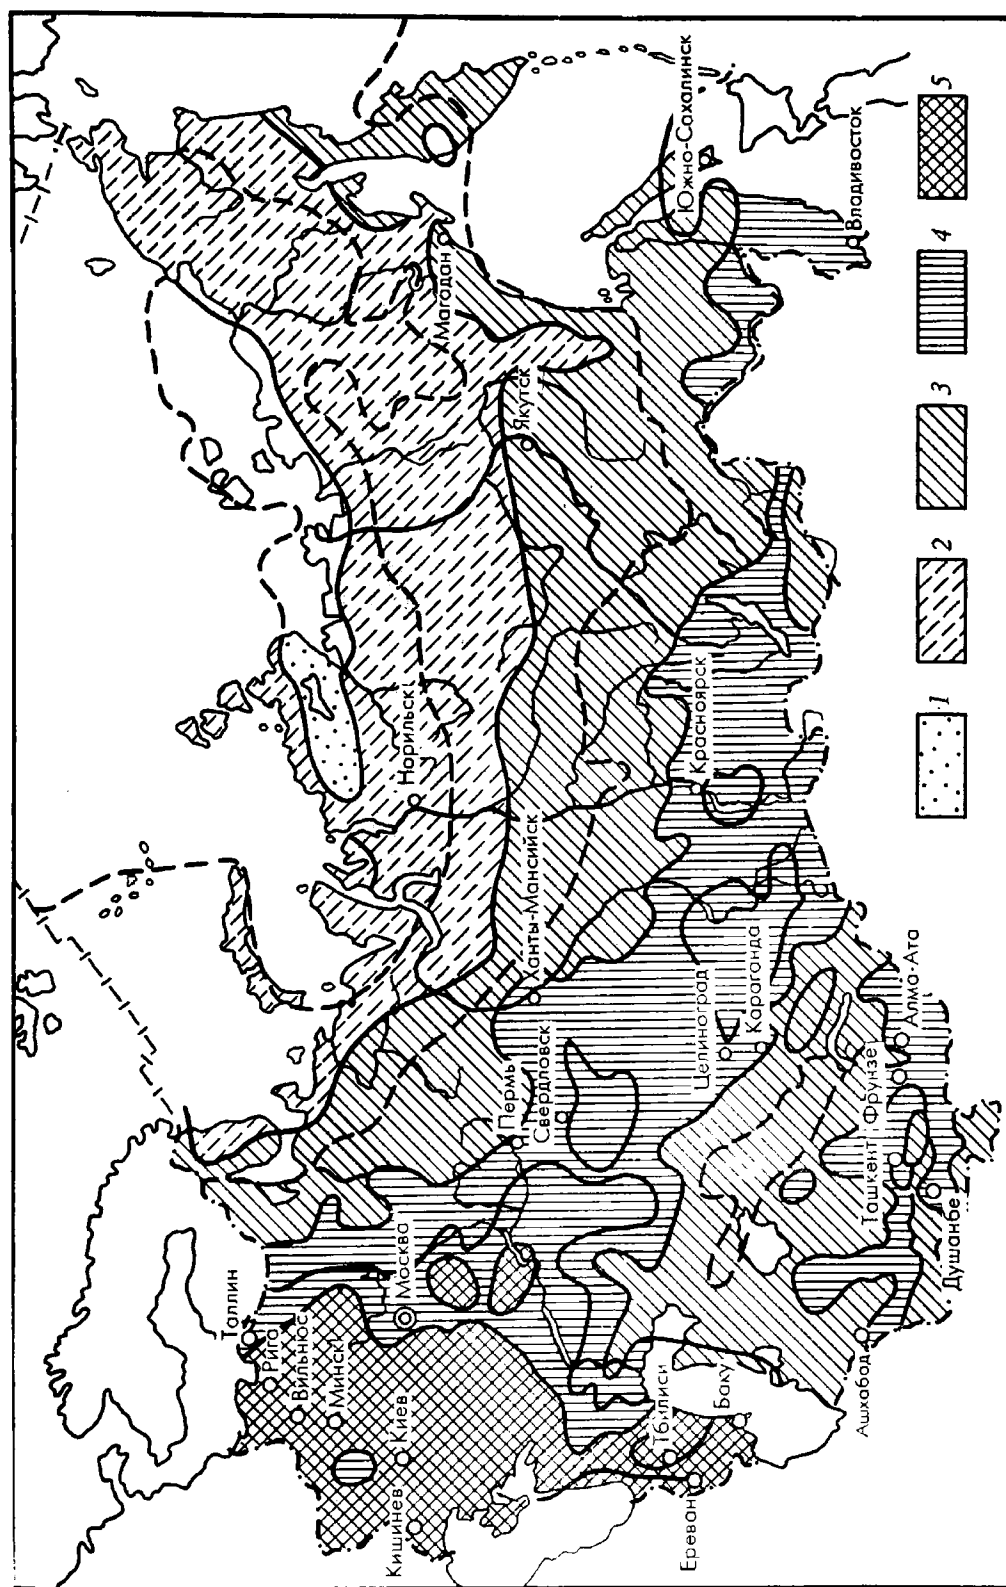 Таллин
Рига
Вильнюс
Минск
Киев
Кишинев
Москва
Пермь
Свердловск
Ханты-Мансийск
Норильск
Якутск
Магадан
Южно-Сахалинск
Владивосток
Красноярск
Целиноград
Караганда
Алма-Ата
Фрунзе
Ташкент
Душанбе
Ашхабад
Баку
Тбилиси
Ереван
1
2
3
4
5